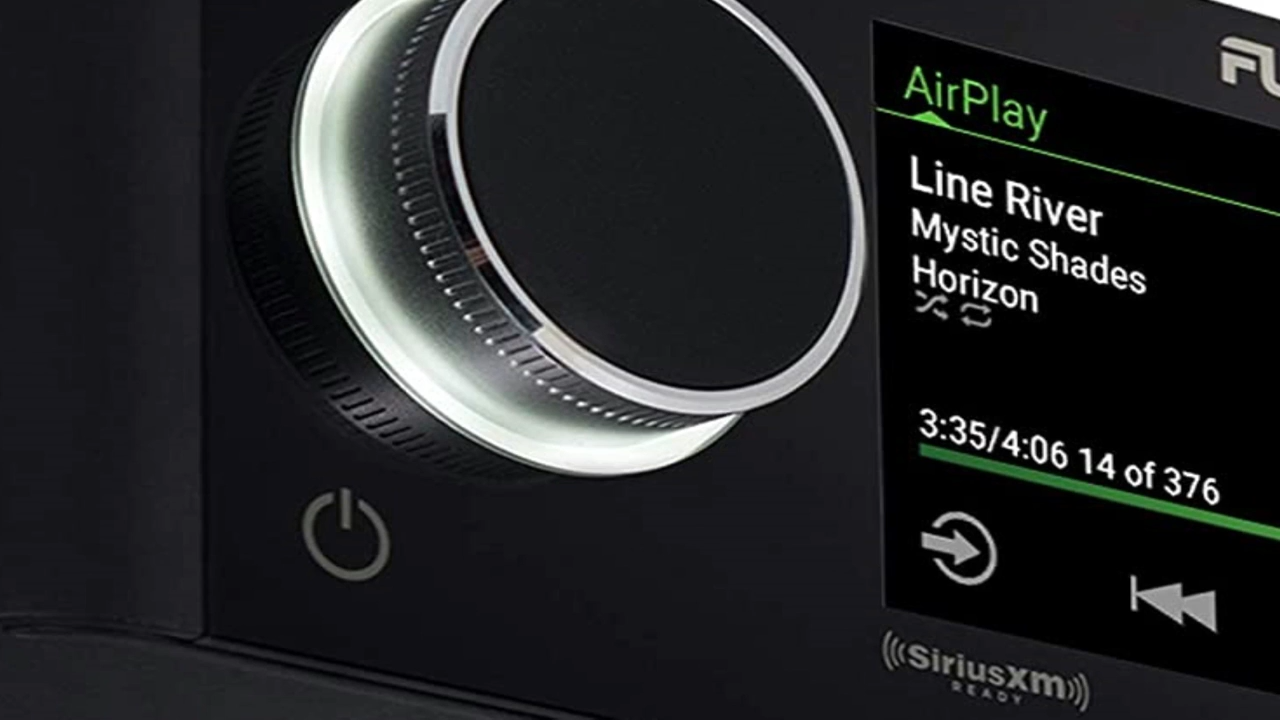 AirPlay
Line River
Mystic Shades
Horizon
3:35/4:06 14 of 376
SiriusXm
READY